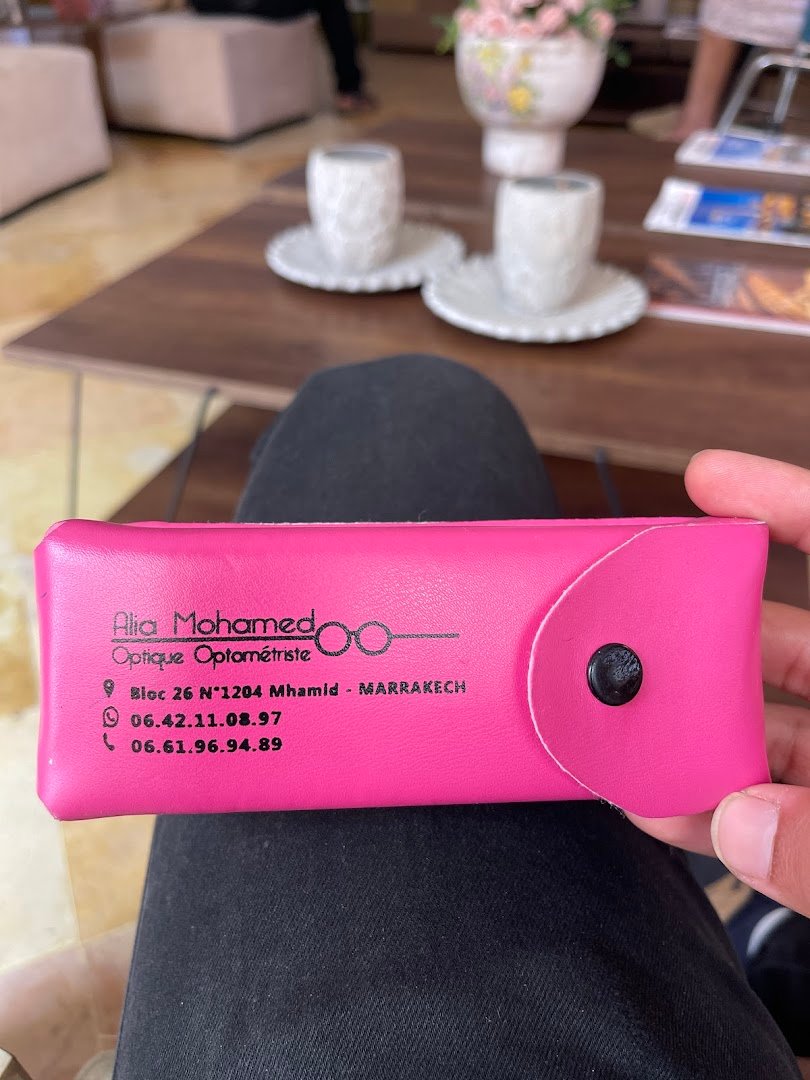 Alia Mohamed
Optique Optométriste
Bloc 26 N°1204 Mhamid - MARRAKECH
06.42.11.08.97
06.61.96.94.89